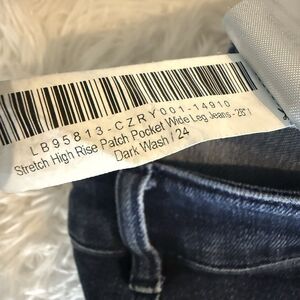 LB95813-CZRY001-14910
Stretch High Rise Patch Pocket Wide Leg Jeans - 28"/
Dark Wash / 24